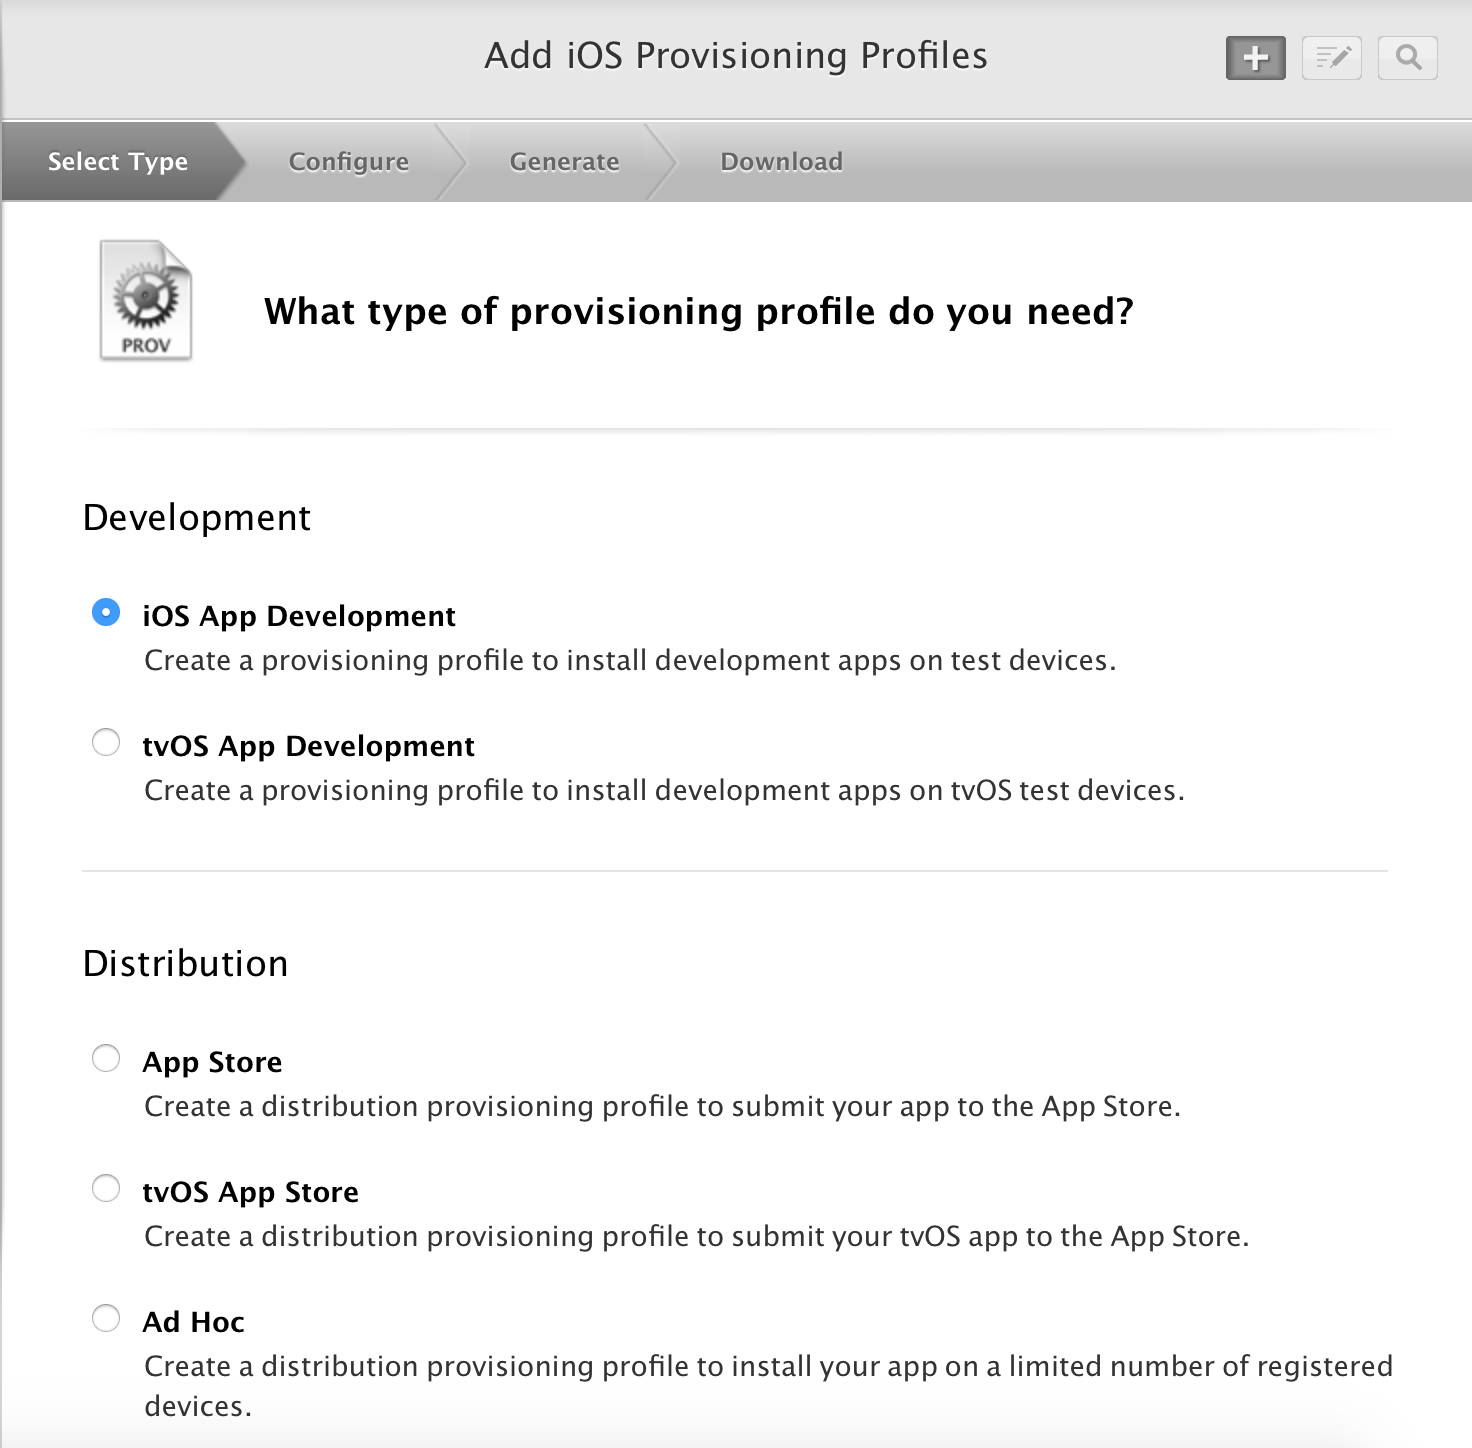 Add iOS Provisioning Profiles
Select Type
Configure
Generate
Download
PROV
What type of provisioning profile do you need?
Development
iOS App Development
Create a provisioning profile to install development apps on test devices.
tvOS App Development
Create a provisioning profile to install development apps on tvOS test devices.
Distribution
App Store
Create a distribution provisioning profile to submit your app to the App Store.
tvOS App Store
Create a distribution provisioning profile to submit your tvOS app to the App Store.
Ad Hoc
Create a distribution provisioning profile to install your app on a limited number of registered
devices.